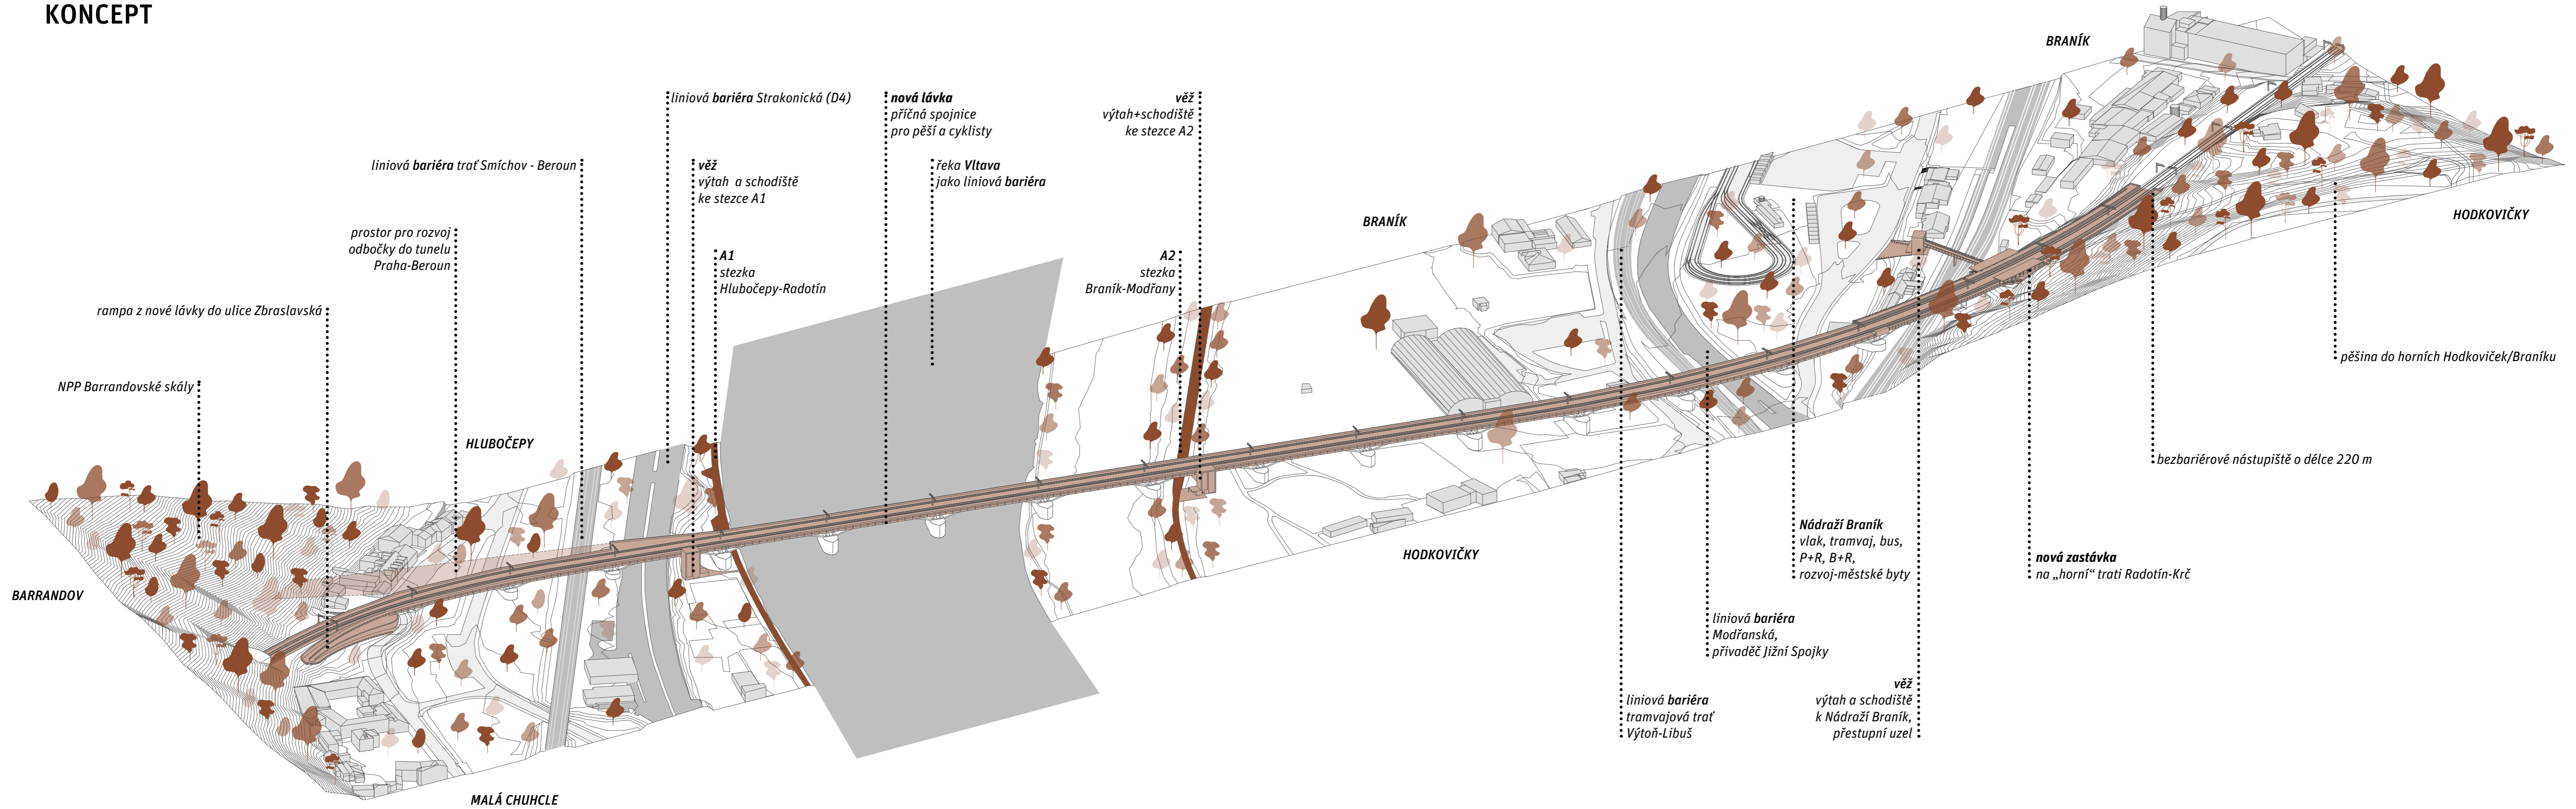 KONCEPT
BRANÍK
liniová bariéra Strakonická (D4)
nová lávka
příčná spojnice
pro pěší a cyklisty
věž
výtah+schodiště
ke stezce A2
liniová bariéra trať Smíchov - Beroun
věž
výtah a schodiště
ke stezce A1
řeka Vltava
jako liniová bariéra
BRANÍK
HODKOVIČKY
prostor pro rozvoj
odbočky do tunelu
Praha-Beroun
A1
stezka
Hlubočepy-Radotín
A2
stezka
Braník-Modřany
rampa z nové lávky do ulice Zbraslavská
pěšina do horních Hodkoviček/Braníku
NPP Barrandovské skály
HLUBOČEPY
bezbariérové nástupiště o délce 220 m
Nádraží Braník
vlak, tramvaj, bus,
P+R, B+R,
rozvoj-městské byty
HODKOVIČKY
nová zastávka
na „horní“ trati Radotín-Krč
BARRANDOV
liniová bariéra
Modřanská,
přivaděč Jižní Spojky
věž
výtah a schodiště
k Nádraží Braník,
přestupní uzel
liniová bariéra
tramvajová trať
Výtoň-Libuš
MALÁ CHUHCLE